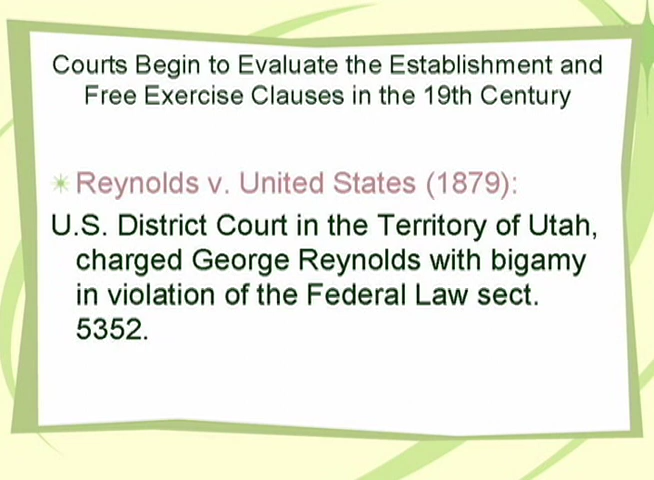 Courts Begin to Evaluate the Establishment and
Free Exercise Clauses in the 19th Century
Reynolds v. United States (1879):
U.S. District Court in the Territory of Utah,
charged George Reynolds with bigamy
in violation of the Federal Law sect.
5352.